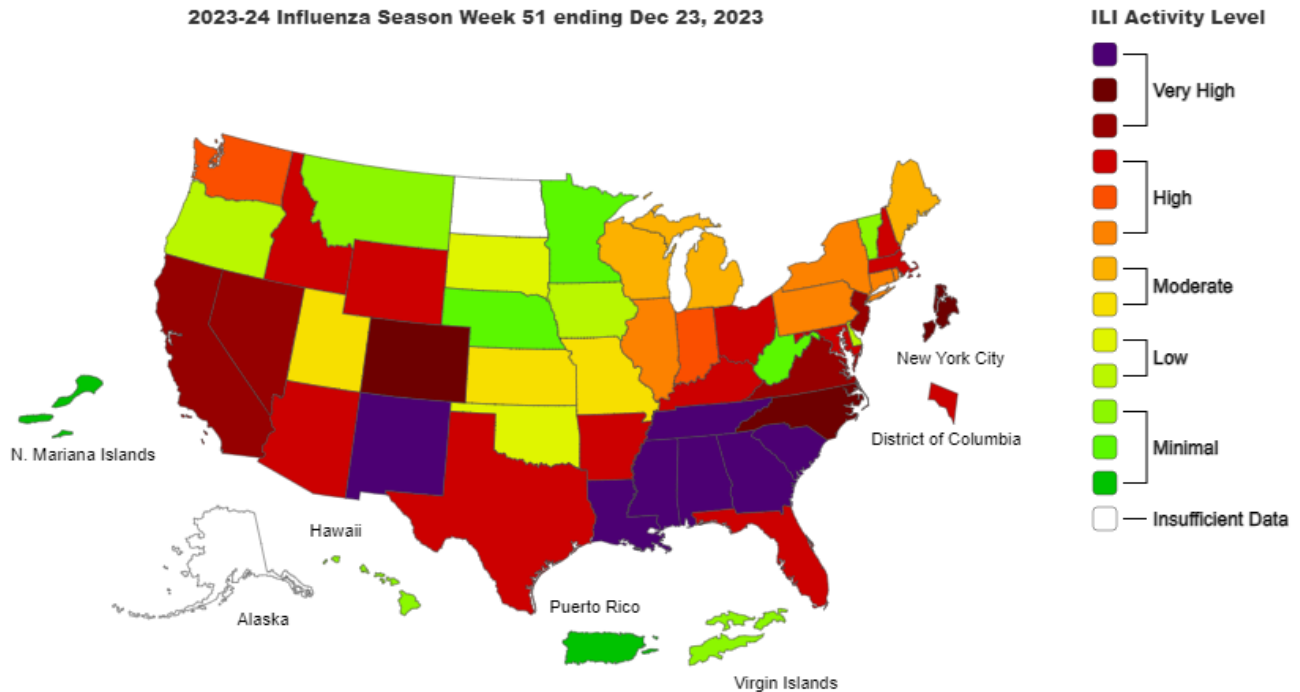 2023-24 Influenza Season Week 51 ending Dec 23, 2023
ILI Activity Level
Very High
High
Moderate
Low
Minimal
Insufficient Data
New York City
District of Columbia
N. Mariana Islands
Hawaii
Alaska
Puerto Rico
Virgin Islands